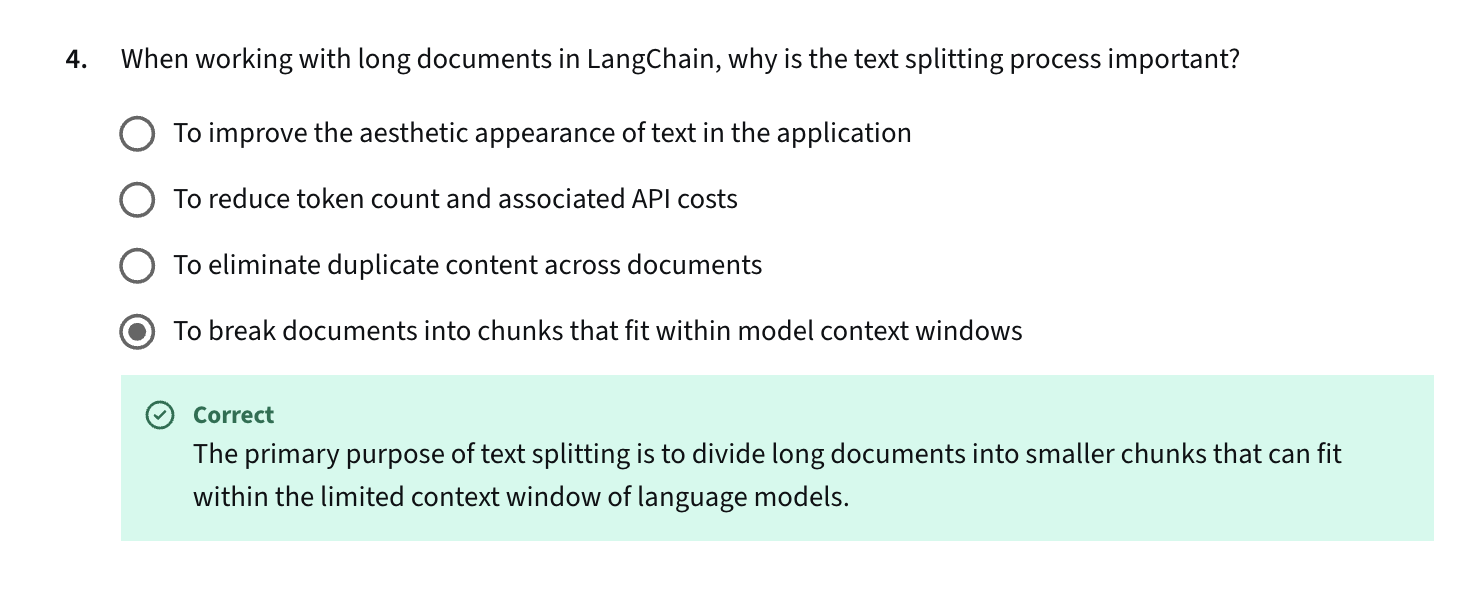 4. When working with long documents in LangChain, why is the text splitting process important?
To improve the aesthetic appearance of text in the application
To reduce token count and associated API costs
To eliminate duplicate content across documents
To break documents into chunks that fit within model context windows
Correct
The primary purpose of text splitting is to divide long documents into smaller chunks that can fit
within the limited context window of language models.